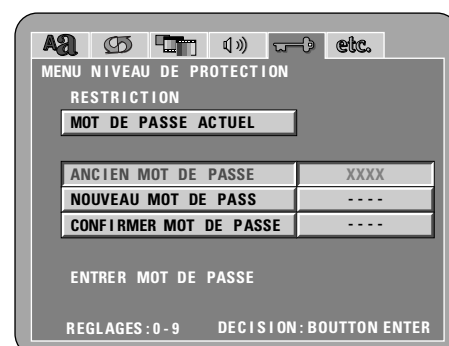 Aa etc.
MENU NIVEAU DE PROTECTION
RESTRICTION
MOT DE PASSE ACTUEL
ANCIEN MOT DE PASSE XXXX
NOUVEAU MOT DE PASS - - - -
CONFIRMER MOT DE PASSE - - - -
ENTRER MOT DE PASSE
REGLAGES:0-9 DECISION:BOUTTON ENTER